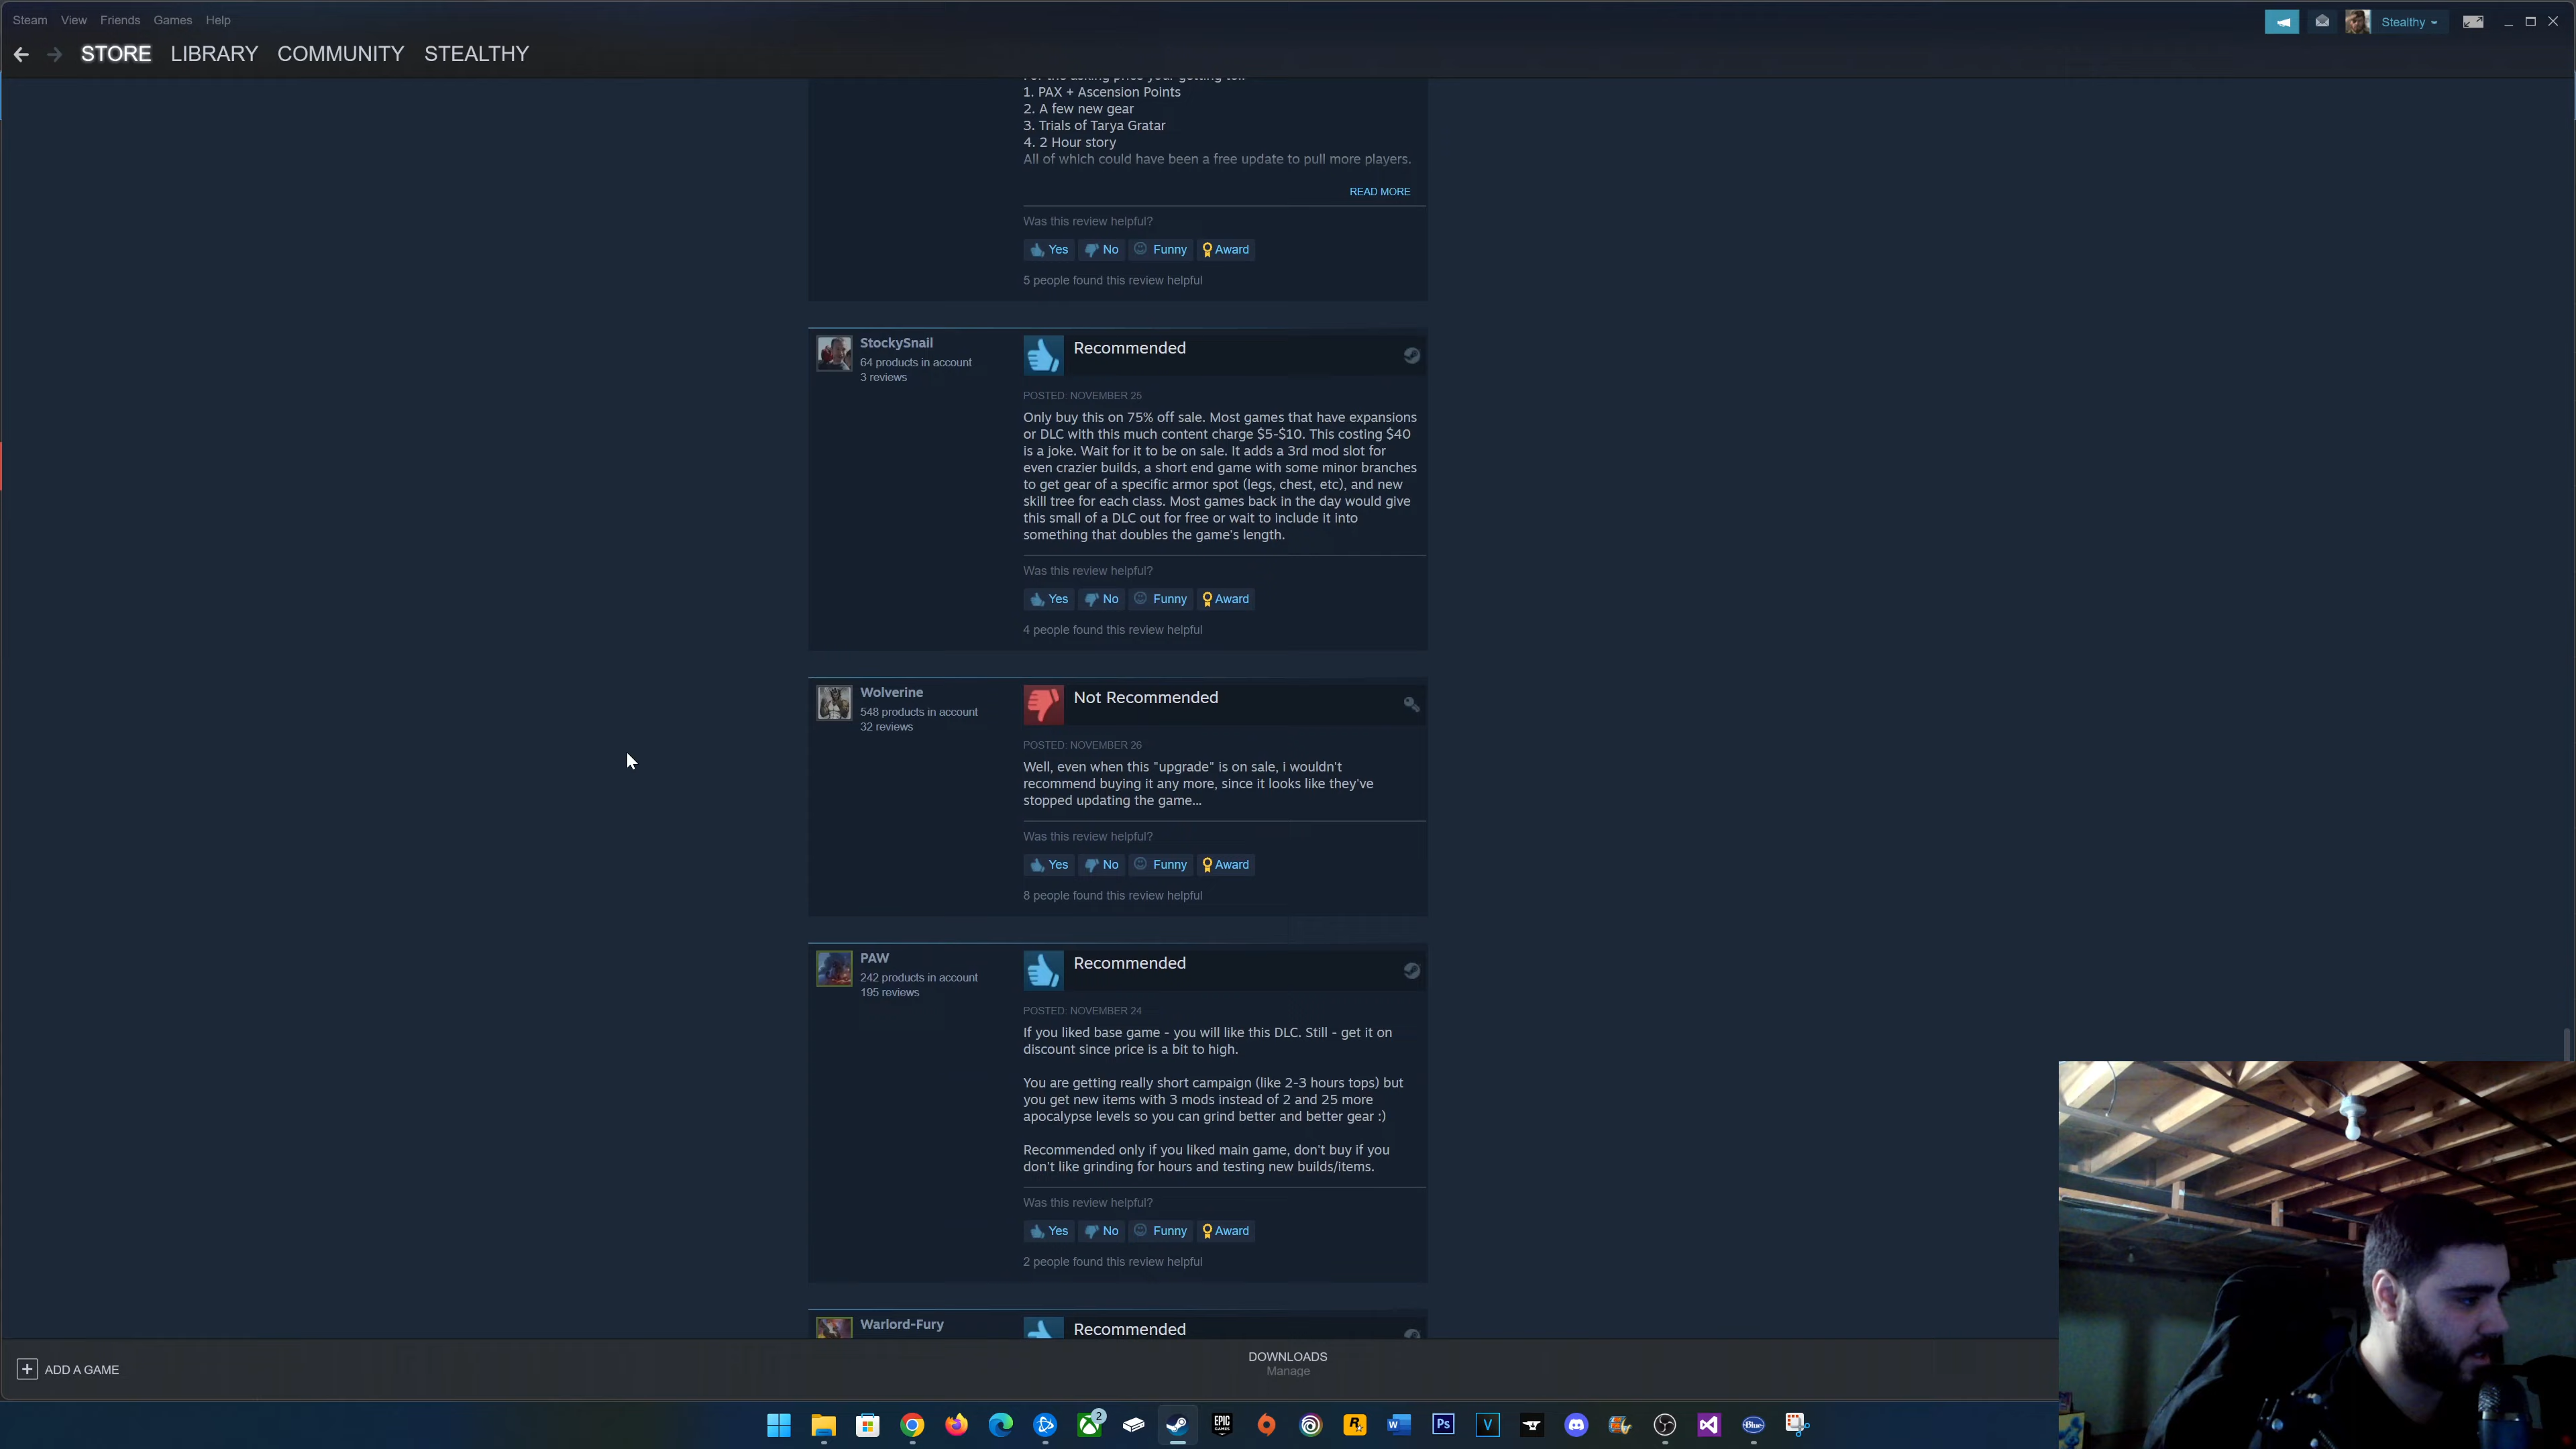 Steam View Friends Games Help
Stealthy
STORE LIBRARY COMMUNITY STEALTHY
1. PAX + Ascension Points
2. A few new gear
3. Trials of Tarya Gratar
4. 2 Hour story
All of which could have been a free update to pull more players.
READ MORE
Was this review helpful?
Yes No Funny Award
5 people found this review helpful
StockySnail
64 products in account
3 reviews
Recommended
POSTED: NOVEMBER 25
Only buy this on 75% off sale. Most games that have expansions
or DLC with this much content charge $5-$10. This costing $40
is a joke. Wait for it to be on sale. It adds a 3rd mod slot for
even crazier builds, a short end game with some minor branches
to get gear of a specific armor spot (legs, chest, etc), and new
skill tree for each class. Most games back in the day would give
this small of a DLC out for free or wait to include it into
something that doubles the game's length.
Was this review helpful?
Yes No Funny Award
4 people found this review helpful
Wolverine
548 products in account
32 reviews
Not Recommended
POSTED: NOVEMBER 26
Well, even when this "upgrade" is on sale, i wouldn't
recommend buying it any more, since it looks like they've
stopped updating the game...
Was this review helpful?
Yes No Funny Award
8 people found this review helpful
PAW
242 products in account
195 reviews
Recommended
POSTED: NOVEMBER 24
If you liked base game - you will like this DLC. Still - get it on
discount since price is a bit to high.
You are getting really short campaign (like 2-3 hours tops) but
you get new items with 3 mods instead of 2 and 25 more
apocalypse levels so you can grind better and better gear :)
Recommended only if you liked main game, don't buy if you
don't like grinding for hours and testing new builds/items.
Was this review helpful?
Yes No Funny Award
2 people found this review helpful
Warlord-Fury
Recommended
+ ADD A GAME
DOWNLOADS
Manage
2
EPIC GAMES
R
W
Ps
V
Blue